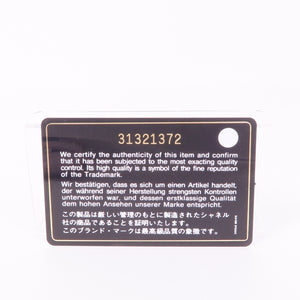 31321372
We certify the authenticity of this item and confirm
that it has been subjected to the most exacting quality
control. Its high quality is a symbol of the fine reputation
of the Trademark.
Wir bestätigen, dass es sich um einen Artikel handelt,
der während seiner Herstellung strengsten Kontrollen
unterworfen war, und dessen erstklassige Qualität
dem hohen Ansehen unserer Marke entspricht.
この製品は厳しい管理のもとに製造されたシャネル
社の商品であることを証明いたします。
このブランド・マークは最高級品質の象徴です。